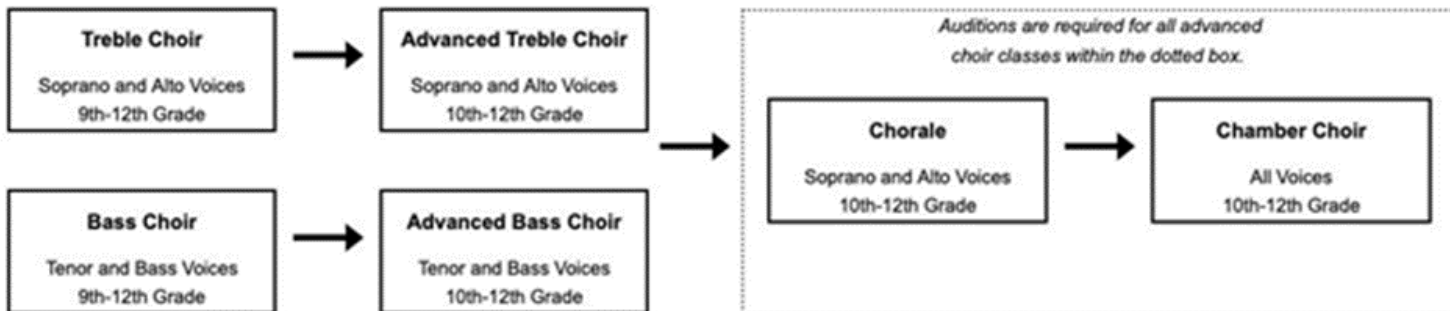 Treble Choir
Soprano and Alto Voices
9th-12th Grade
Advanced Treble Choir
Soprano and Alto Voices
10th-12th Grade
Bass Choir
Tenor and Bass Voices
9th-12th Grade
Advanced Bass Choir
Tenor and Bass Voices
10th-12th Grade
Auditions are required for all advanced
choir classes within the dotted box.
Chorale
Soprano and Alto Voices
10th-12th Grade
Chamber Choir
All Voices
10th-12th Grade